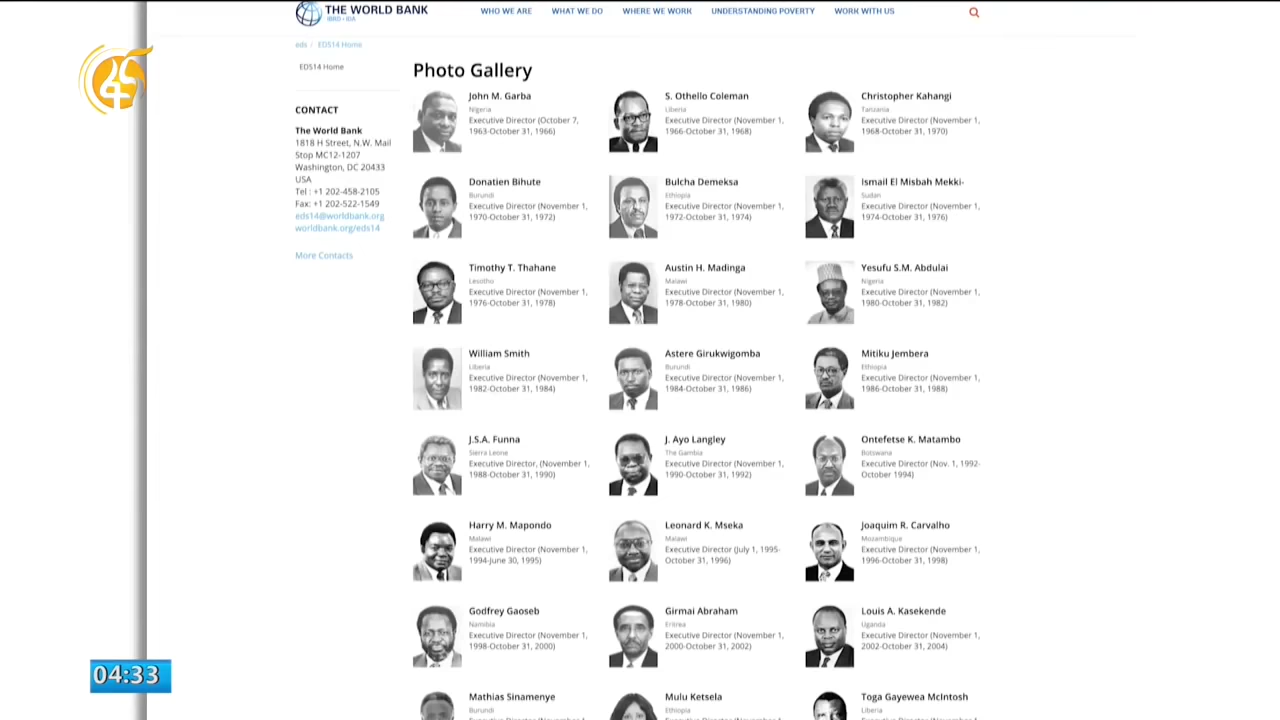 THE WORLD BANK
IBRD • IDA
WHO WE ARE
WHAT WE DO
WHERE WE WORK
UNDERSTANDING POVERTY
WORK WITH US
eds / EDS14 Home
EDS14 Home
CONTACT
The World Bank
1818 H Street, N.W. Mail
Stop MC12-1207
Washington, DC 20433
USA
Tel : +1 202-458-2105
Fax: +1 202-522-1549
eds14@worldbank.org
worldbank.org/eds14
More Contacts
Photo Gallery
John M. Garba
Nigeria
Executive Director (October 7,
1963-October 31, 1966)
S. Othello Coleman
Liberia
Executive Director (November 1,
1966-October 31, 1968)
Christopher Kahangi
Tanzania
Executive Director (November 1,
1968-October 31, 1970)
Donatien Bihute
Burundi
Executive Director (November 1,
1970-October 31, 1972)
Bulcha Demeksa
Ethiopia
Executive Director (November 1,
1972-October 31, 1974)
Ismail El Misbah Mekki-
Sudan
Executive Director (November 1,
1974-October 31, 1976)
Timothy T. Thahane
Lesotho
Executive Director (November 1,
1976-October 31, 1978)
Austin H. Madinga
Malawi
Executive Director (November 1,
1978-October 31, 1980)
Yesufu S.M. Abdulai
Nigeria
Executive Director (November 1,
1980-October 31, 1982)
William Smith
Liberia
Executive Director (November 1,
1982-October 31, 1984)
Astere Girukwigomba
Burundi
Executive Director (November 1,
1984-October 31, 1986)
Mitiku Jembera
Ethiopia
Executive Director (November 1,
1986-October 31, 1988)
J.S.A. Funna
Sierra Leone
Executive Director, (November 1,
1988-October 31, 1990)
J. Ayo Langley
The Gambia
Executive Director (November 1,
1990-October 31, 1992)
Ontefetse K. Matambo
Botswana
Executive Director (Nov. 1, 1992-
October 1994)
Harry M. Mapondo
Malawi
Executive Director (November 1,
1994-June 30, 1995)
Leonard K. Mseka
Malawi
Executive Director (July 1, 1995-
October 31, 1996)
Joaquim R. Carvalho
Mozambique
Executive Director (November 1,
1996-October 31, 1998)
Godfrey Gaoseb
Namibia
Executive Director (November 1,
1998-October 31, 2000)
Girmai Abraham
Eritrea
Executive Director (November 1,
2000-October 31, 2002)
Louis A. Kasekende
Uganda
Executive Director (November 1,
2002-October 31, 2004)
Mathias Sinamenye
Burundi
Mulu Ketsela
Ethiopia
Toga Gayewea McIntosh
Liberia
04:33